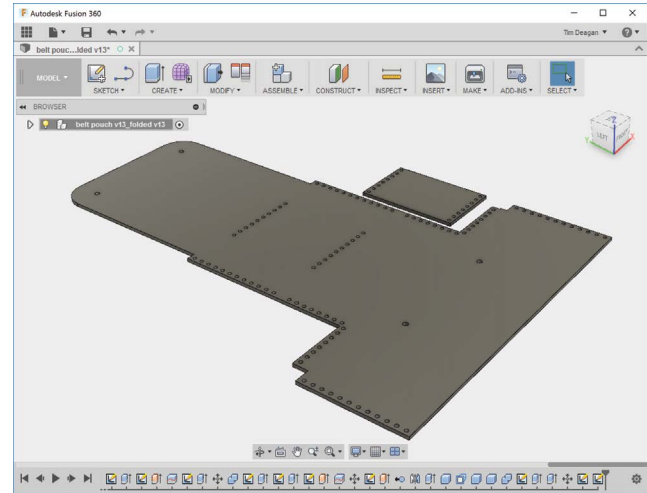 Autodesk Fusion 360
Tim Deagan
belt pouc...lded v13*
MODEL
SKETCH
CREATE
MODIFY
ASSEMBLE
CONSTRUCT
INSPECT
INSERT
MAKE
ADD-INS
SELECT
BROWSER
belt pouch v13_folded v13
Z
LEFT
FRONT
Y
X